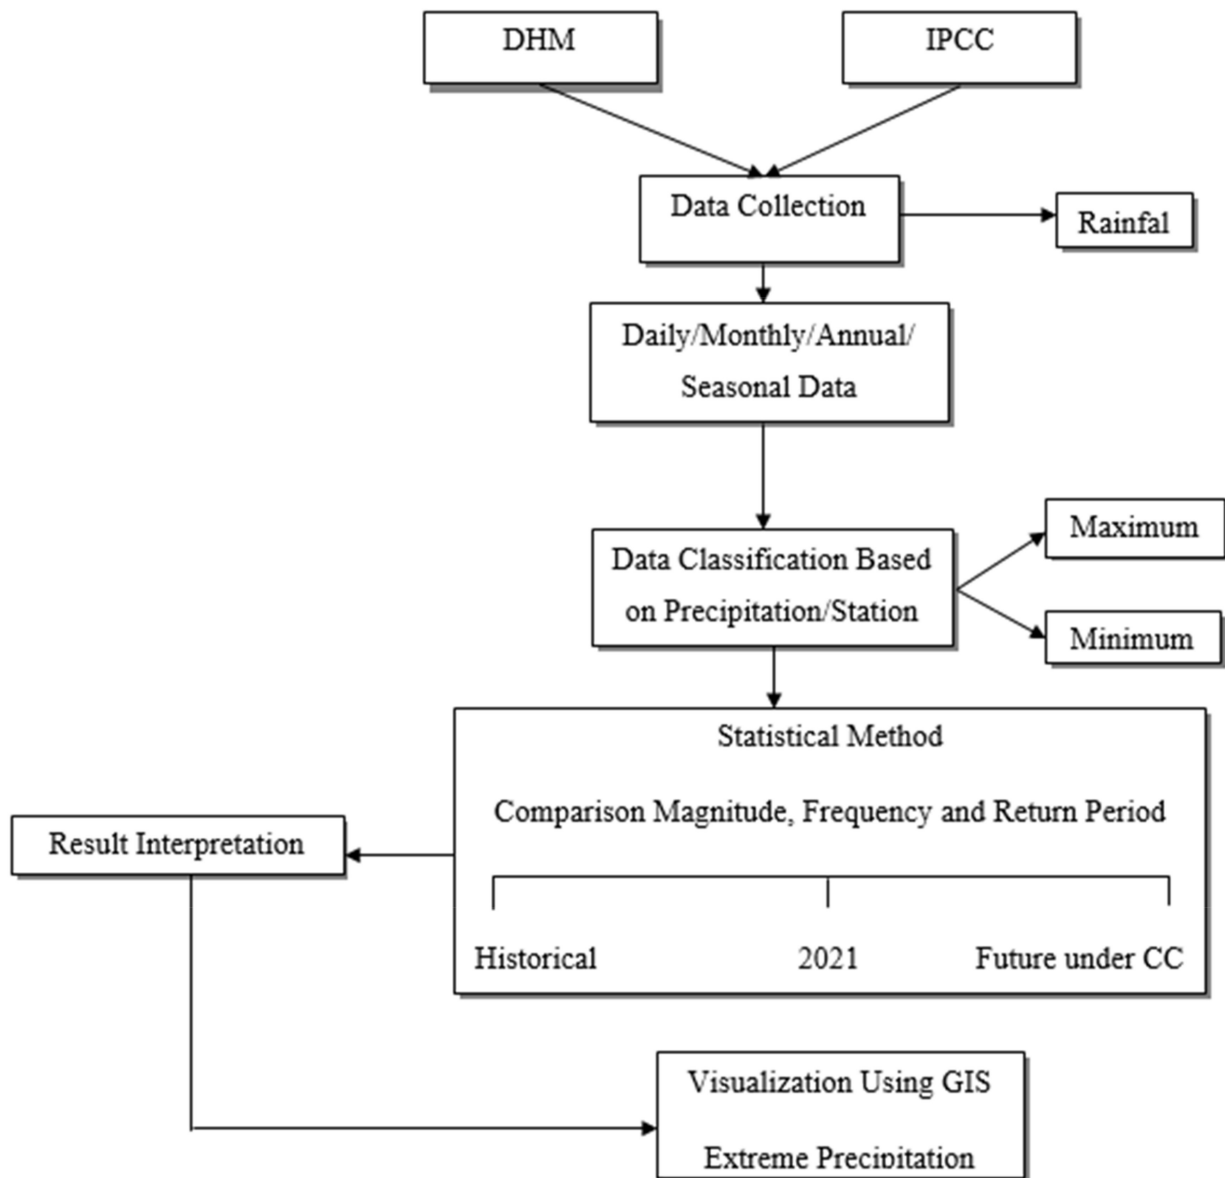 DHM
IPCC
Data Collection
Rainfal
Daily/Monthly/Annual/
Seasonal Data
Data Classification Based
on Precipitation/Station
Maximum
Minimum
Statistical Method
Comparison Magnitude, Frequency and Return Period
Historical
2021
Future under CC
Result Interpretation
Visualization Using GIS
Extreme Precipitation